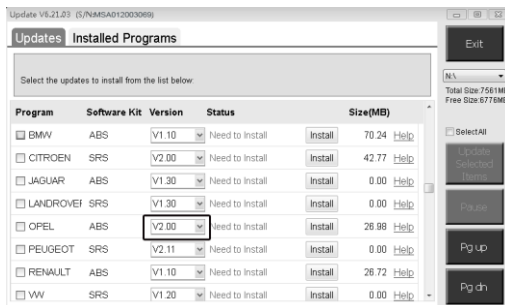 Update V6.21.03 (S/N:MSA012003069)
Updates Installed Programs
Exit
Select the updates to install from the list below:
N:\
Total Size:7561MB
Free Size:6776MB
Program Software Kit Version Status Size(MB)
SelectAll
BMW ABS V1.10 Need to Install Install 70.24 Help
CITROEN SRS V2.00 Need to Install Install 42.77 Help
Update Selected Items
JAGUAR ABS V1.30 Need to Install Install 0.00 Help
LANDROVER SRS V1.30 Need to Install Install 0.00 Help
Pause
OPEL ABS V2.00 Need to Install Install 26.98 Help
PEUGEOT SRS V2.11 Need to Install Install 0.00 Help
Pg up
RENAULT ABS V1.10 Need to Install Install 26.72 Help
VW SRS V1.20 Need to Install Install 0.00 Help
Pg dn